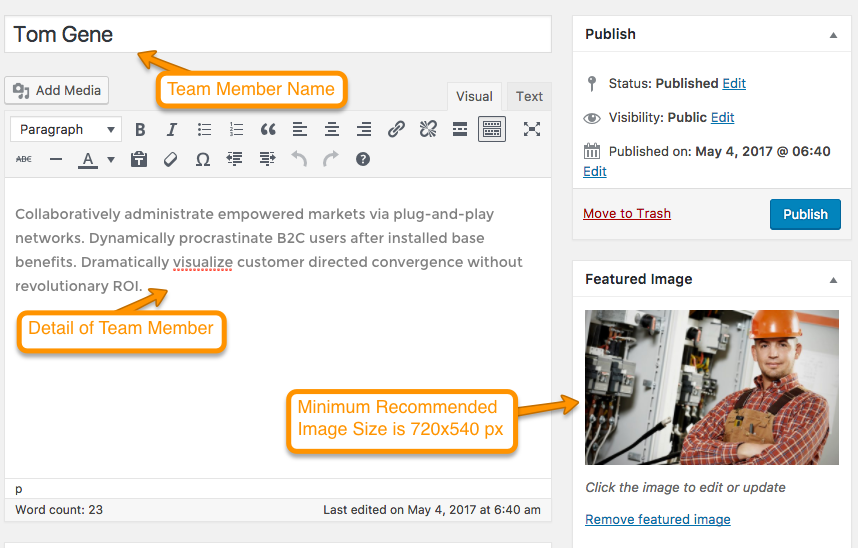 Tom Gene
Team Member Name
Add Media
Visual
Text
Paragraph
B I
ABC A Ω ?
Collaboratively administrate empowered markets via plug-and-play
networks. Dynamically procrastinate B2C users after installed base
benefits. Dramatically visualize customer directed convergence without
revolutionary ROI.
Detail of Team Member
p
Word count: 23
Last edited on May 4, 2017 at 6:40 am
Publish
Status: Published Edit
Visibility: Public Edit
Published on: May 4, 2017 @ 06:40
Edit
Move to Trash
Publish
Featured Image
Minimum Recommended
Image Size is 720x540 px
Click the image to edit or update
Remove featured image